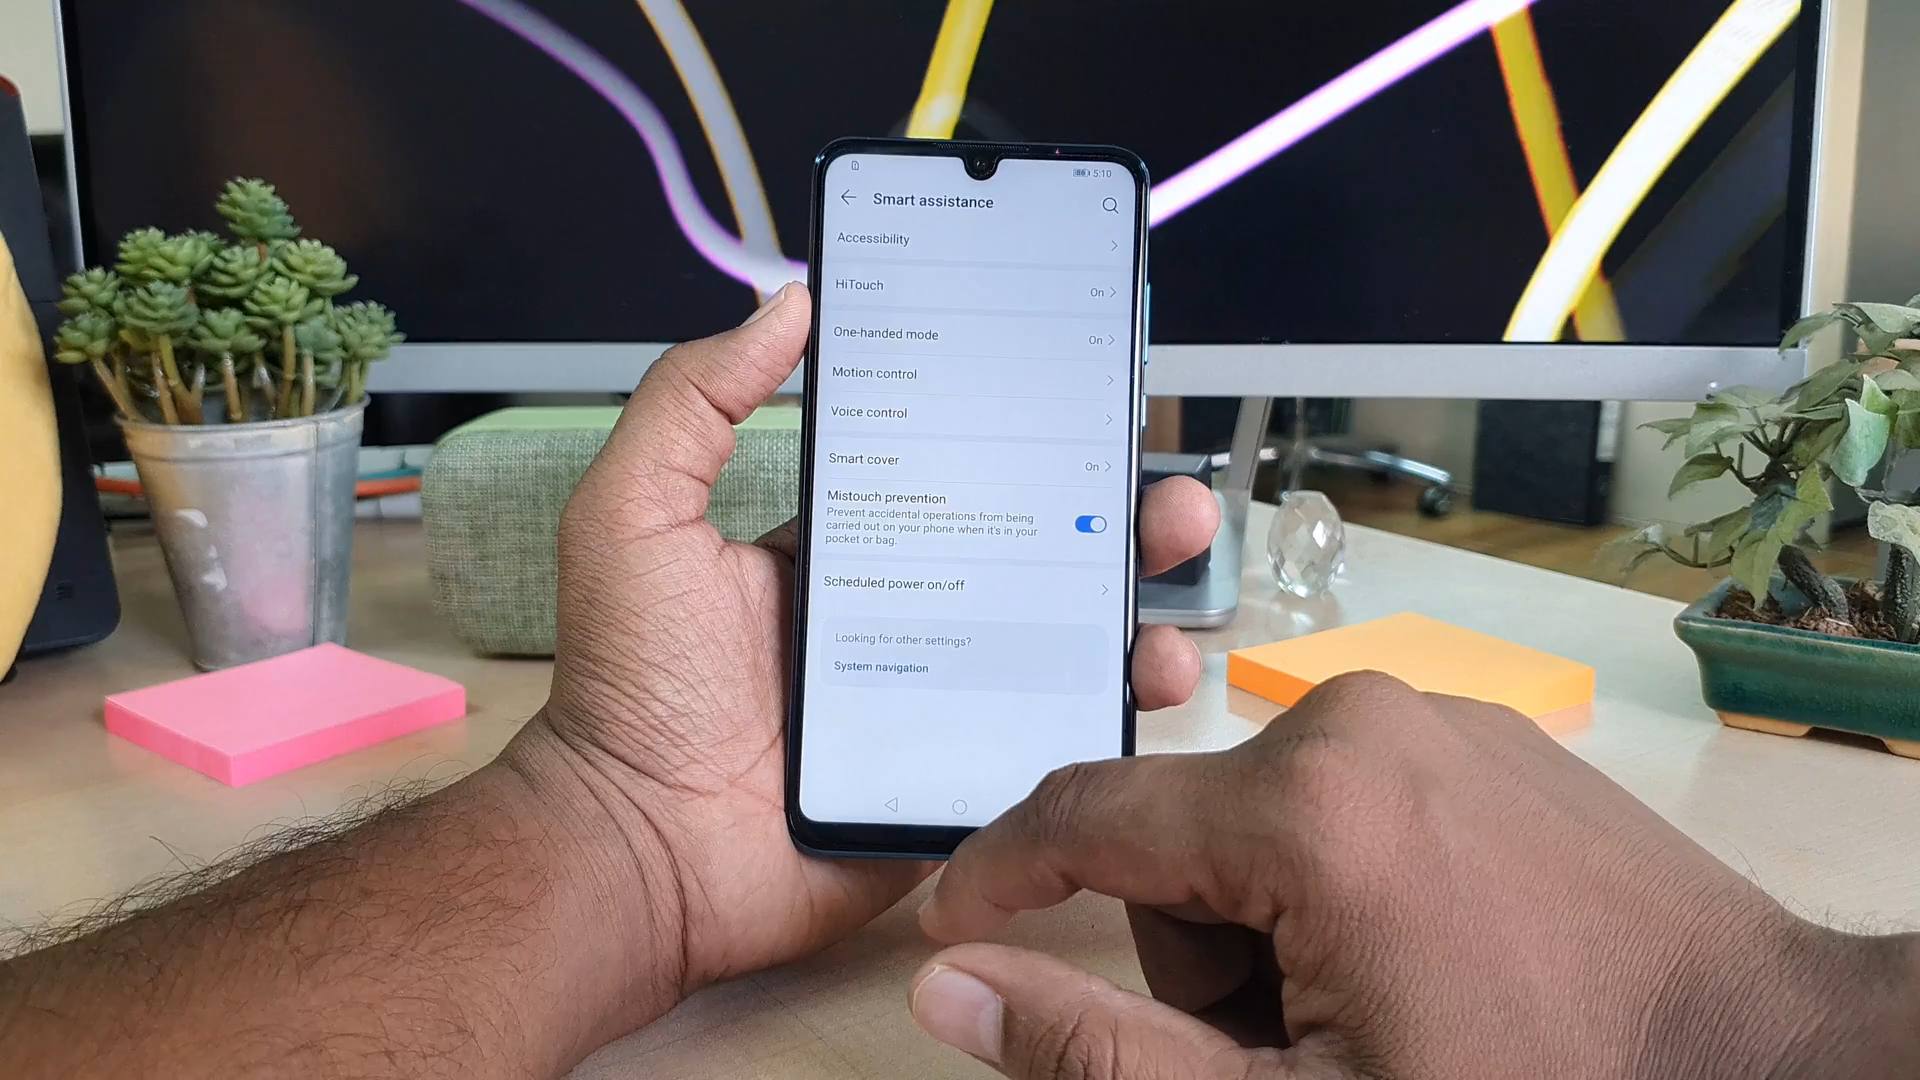 86 5:10
Smart assistance
Accessibility
HiTouch On
One-handed mode On
Motion control
Voice control
Smart cover On
Mistouch prevention
Prevent accidental operations from being
carried out on your phone when it's in your
pocket or bag.
Scheduled power on/off
Looking for other settings?
System navigation